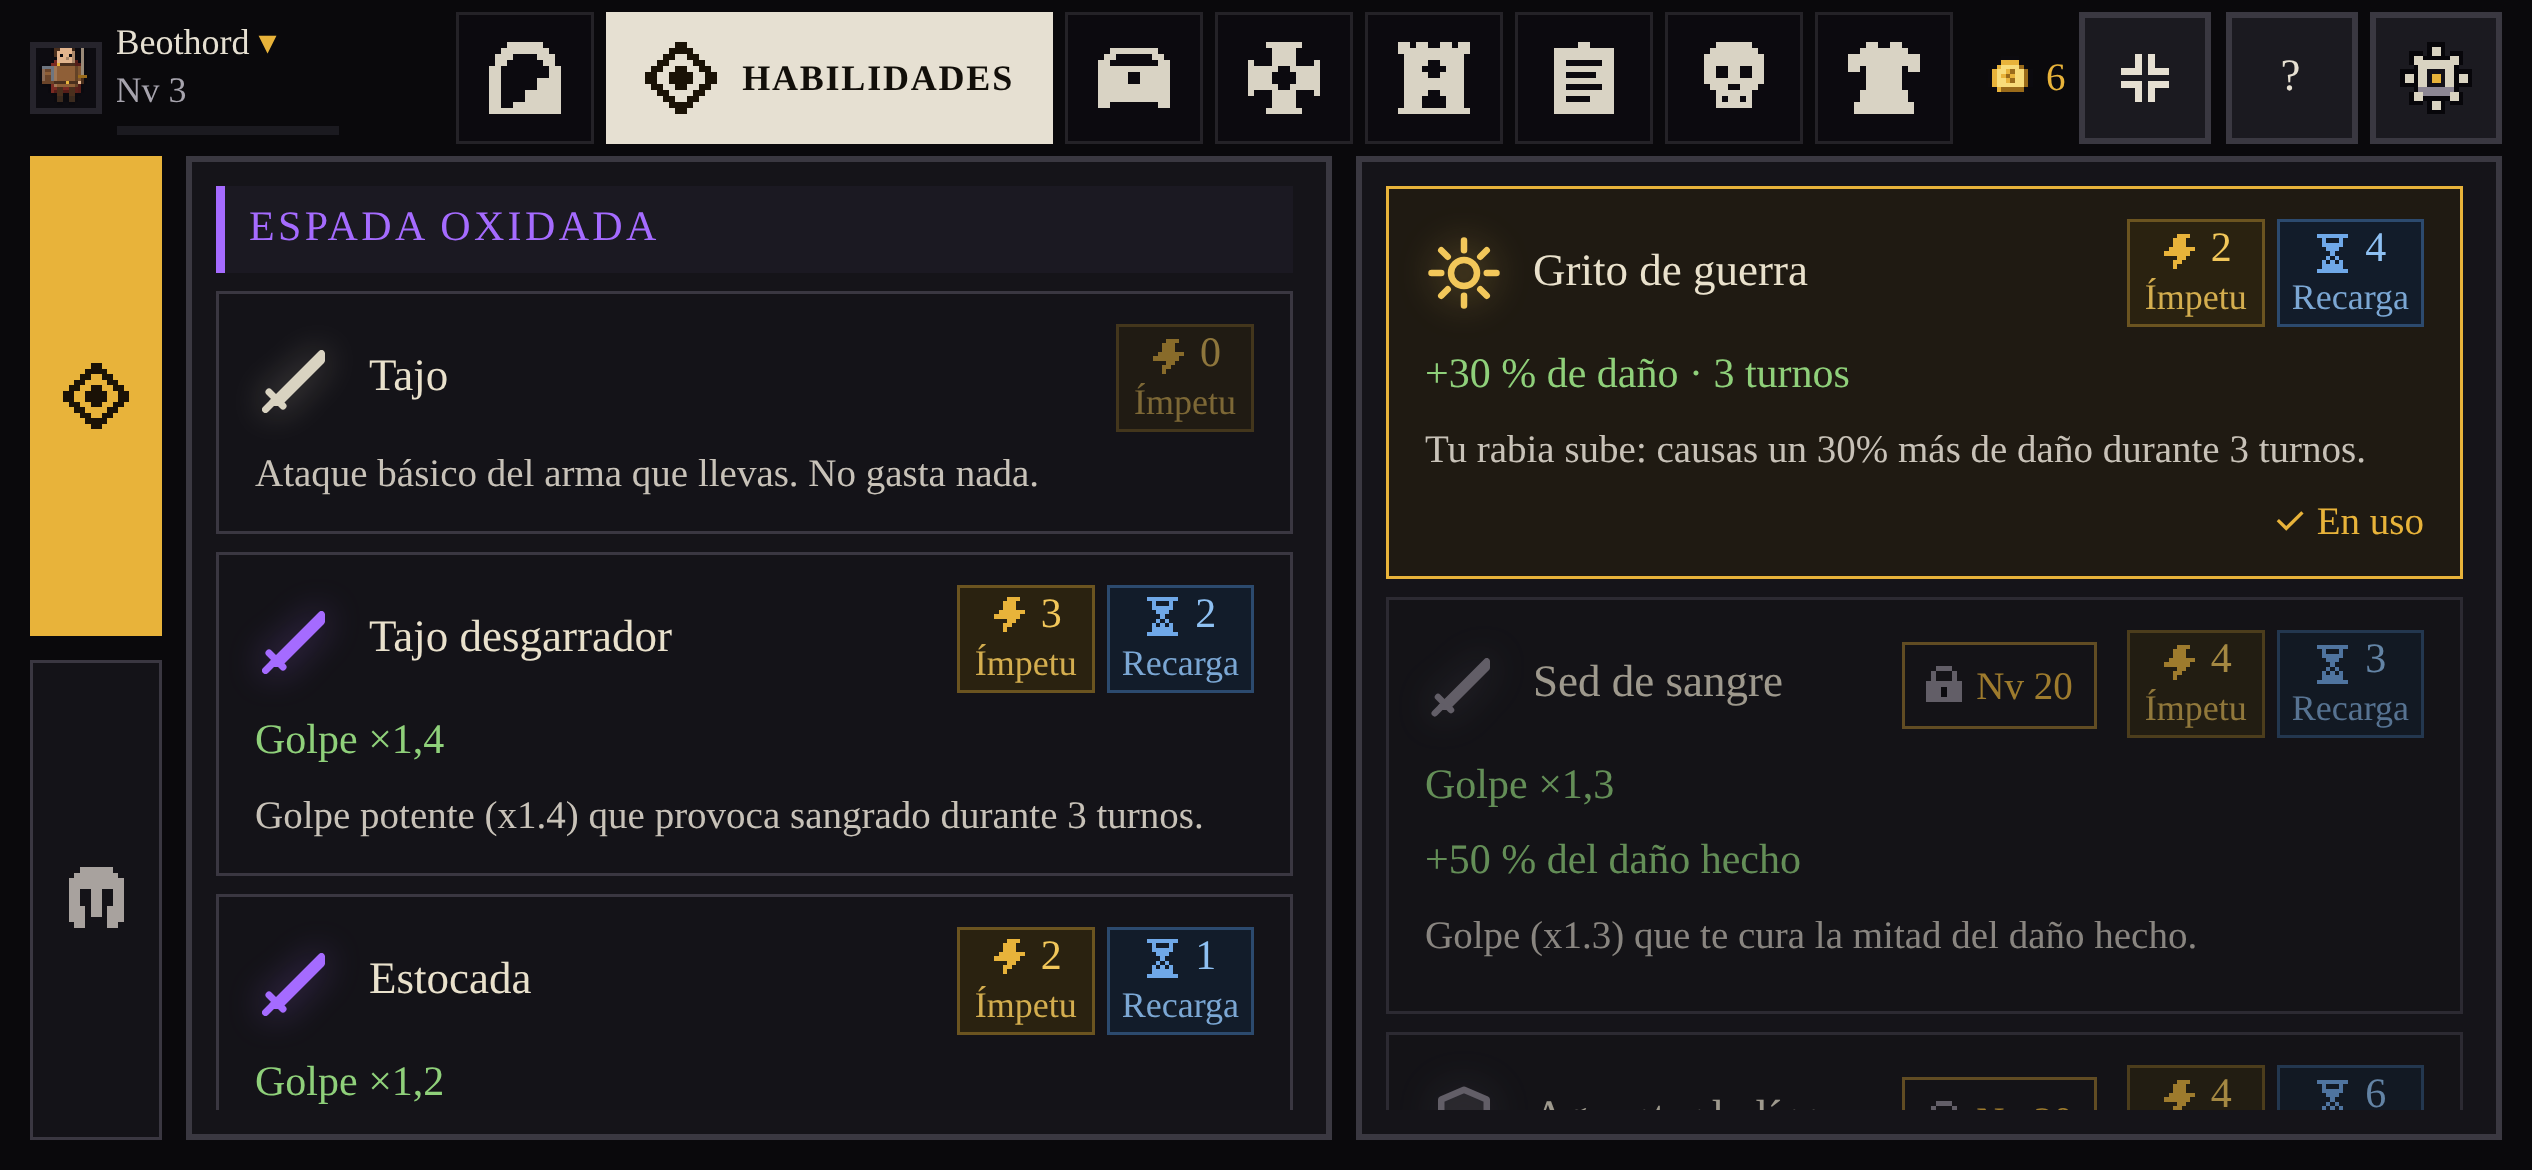 Beothord ▼
Nv 3
HABILIDADES
6
?
ESPADA OXIDADA
Tajo
0
Ímpetu
Ataque básico del arma que llevas. No gasta nada.
Tajo desgarrador
3
Ímpetu
2
Recarga
Golpe ×1,4
Golpe potente (x1.4) que provoca sangrado durante 3 turnos.
Estocada
2
Ímpetu
1
Recarga
Golpe ×1,2
Grito de guerra
2
Ímpetu
4
Recarga
+30 % de daño · 3 turnos
Tu rabia sube: causas un 30% más de daño durante 3 turnos.
✓ En uso
Sed de sangre
Nv 20
4
Ímpetu
3
Recarga
Golpe ×1,3
+50 % del daño hecho
Golpe (x1.3) que te cura la mitad del daño hecho.
4
6